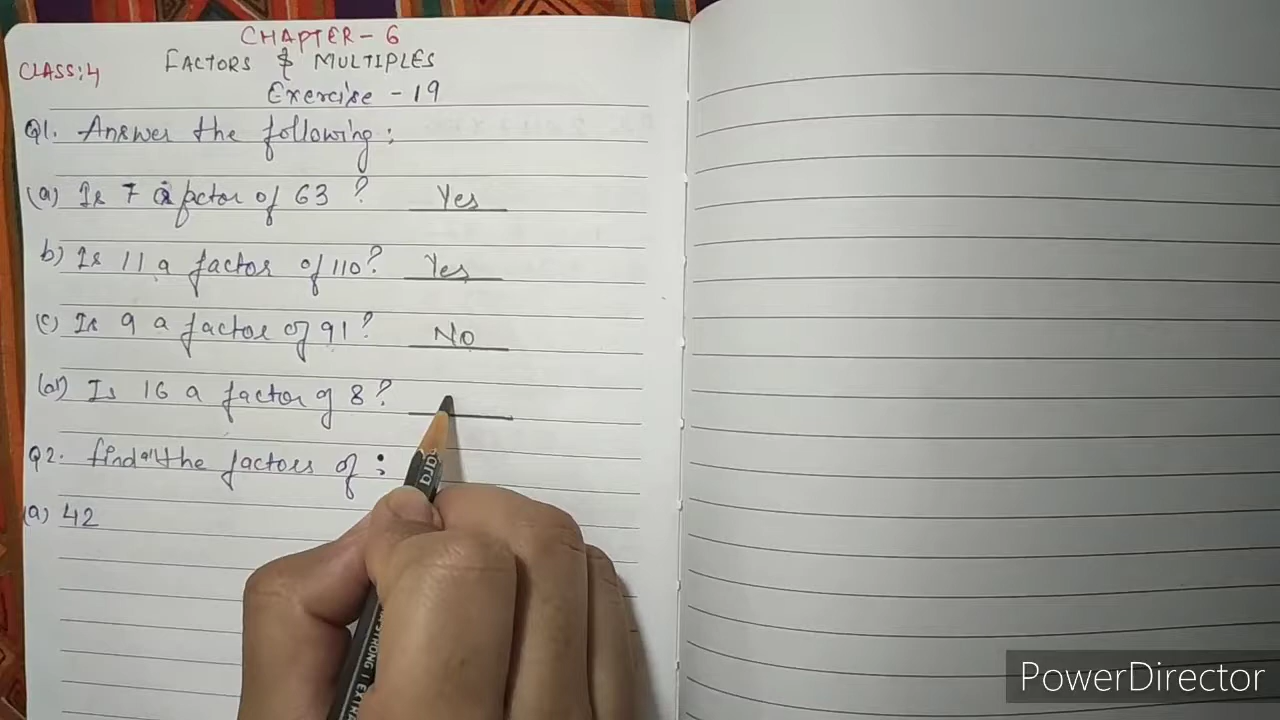 CHAPTER - 6
CLASS:4 FACTORS & MULTIPLES
Exercise - 19
Q1. Answer the following:
(a) Is 7 a factor of 63 ? Yes
b) Is 11 a factor of 110? Yes
(c) Is 9 a factor of 91? No
(d) Is 16 a factor of 8?
Q2. find all the factors of :
(a) 42
PowerDirector